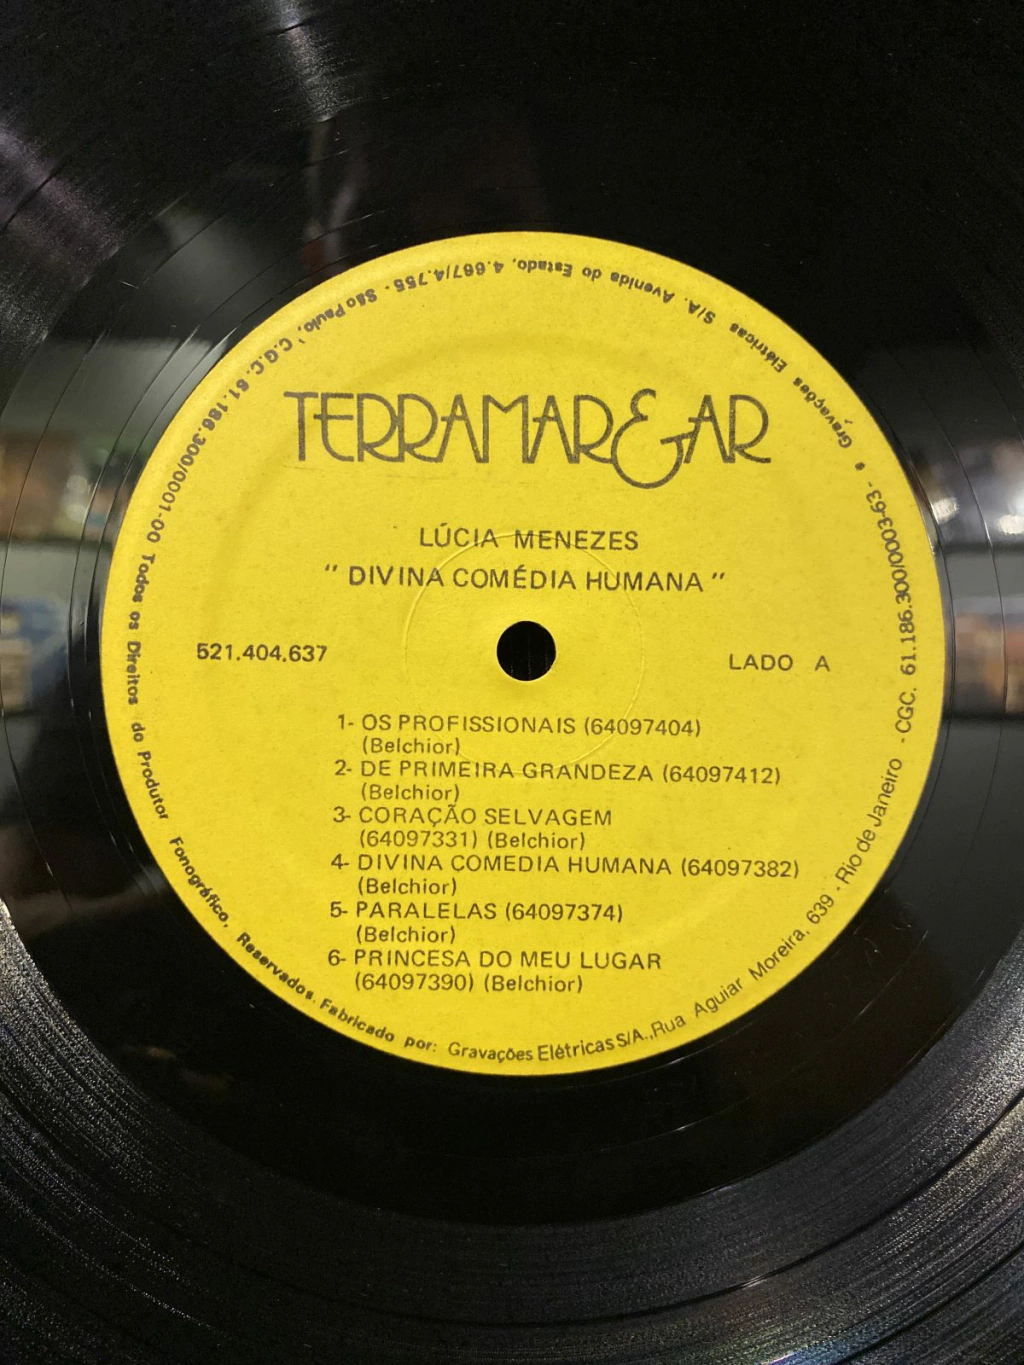 TERRAMAR&AR
LÚCIA MENEZES
" DIVINA COMÉDIA HUMANA "
521.404.637
LADO A
1- OS PROFISSIONAIS (64097404)
(Belchior)
2- DE PRIMEIRA GRANDEZA (64097412)
(Belchior)
3- CORAÇÃO SELVAGEM
(64097331) (Belchior)
4- DIVINA COMEDIA HUMANA (64097382)
(Belchior)
5- PARALELAS (64097374)
(Belchior)
6- PRINCESA DO MEU LUGAR
(64097390) (Belchior)
Todos os Direitos do Produtor Fonográfico, Reservados. Fabricado por: Gravações Elétricas S/A., Rua Aguiar Moreira, 639 - Rio de Janeiro - CGC. 61.186.300/0003-63 - e Gravações Elétricas S/A. Avenida do Estado, 4.667/4.755 - São Paulo, C.G.C. 61.186.300/0001-00